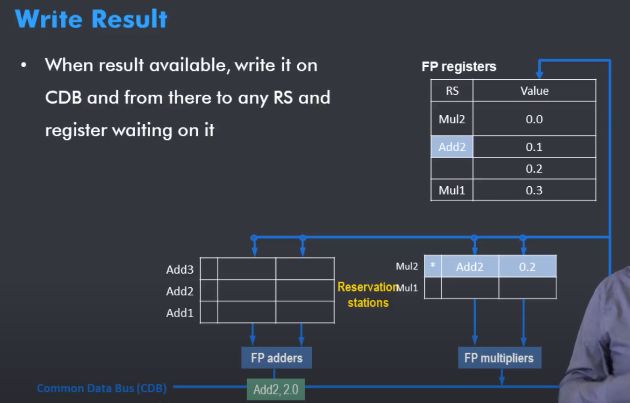 Write Result
• When result available, write it on
CDB and from there to any RS and
register waiting on it
FP registers
RS Value
Mul2 0.0
Add2 0.1
0.2
Mul1 0.3
Add3
Add2
Add1
Reservation
stations
Mul2 * Add2 0.2
Mul1
FP adders
FP multipliers
Common Data Bus (CDB)
Add2, 2.0